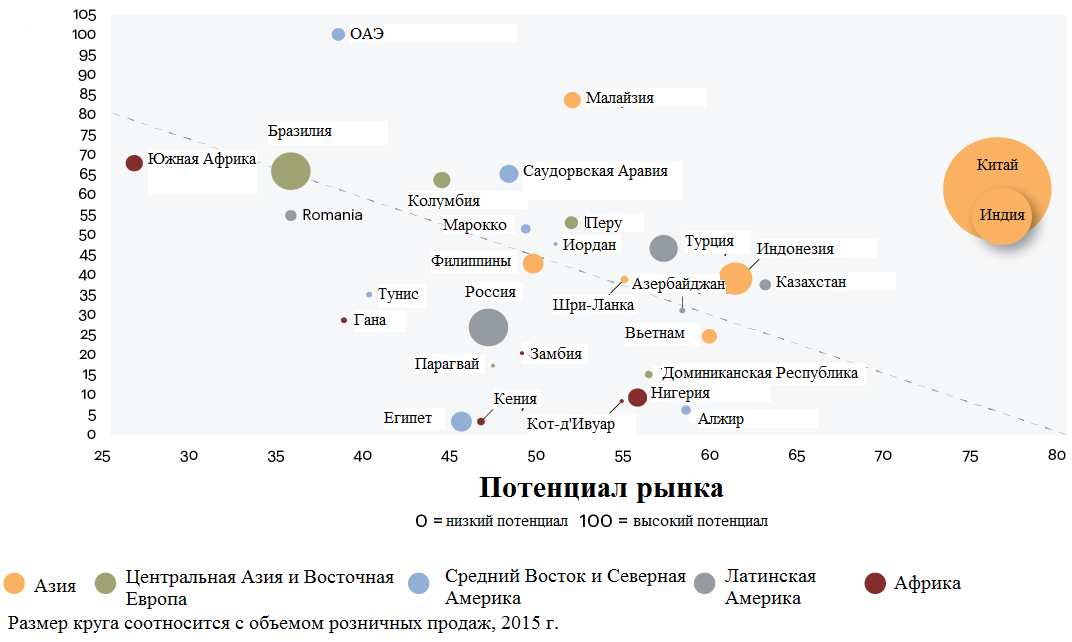 105
100
95
90
85
80
75
70
65
60
55
50
45
40
35
30
25
20
15
10
5
0
ОАЭ
Малайзия
Бразилия
Южная Африка
Саудорвская Аравия
Китай
Колумбия
Romania
Индия
Марокко
Перу
Иордан
Турция
Индонезия
Филиппины
Казахстан
Азербайджан
Шри-Ланка
Тунис
Россия
Гана
Вьетнам
Замбия
Парагвай
Доминиканская Республика
Нигерия
Кения
Египет
Кот-д'Ивуар
Алжир
25 30 35 40 45 50 55 60 65 70 75 80
Потенциал рынка
0 = низкий потенциал 100 = высокий потенциал
Азия
Центральная Азия и Восточная
Европа
Средний Восток и Северная
Америка
Латинская
Америка
Африка
Размер круга соотносится с объемом розничных продаж, 2015 г.